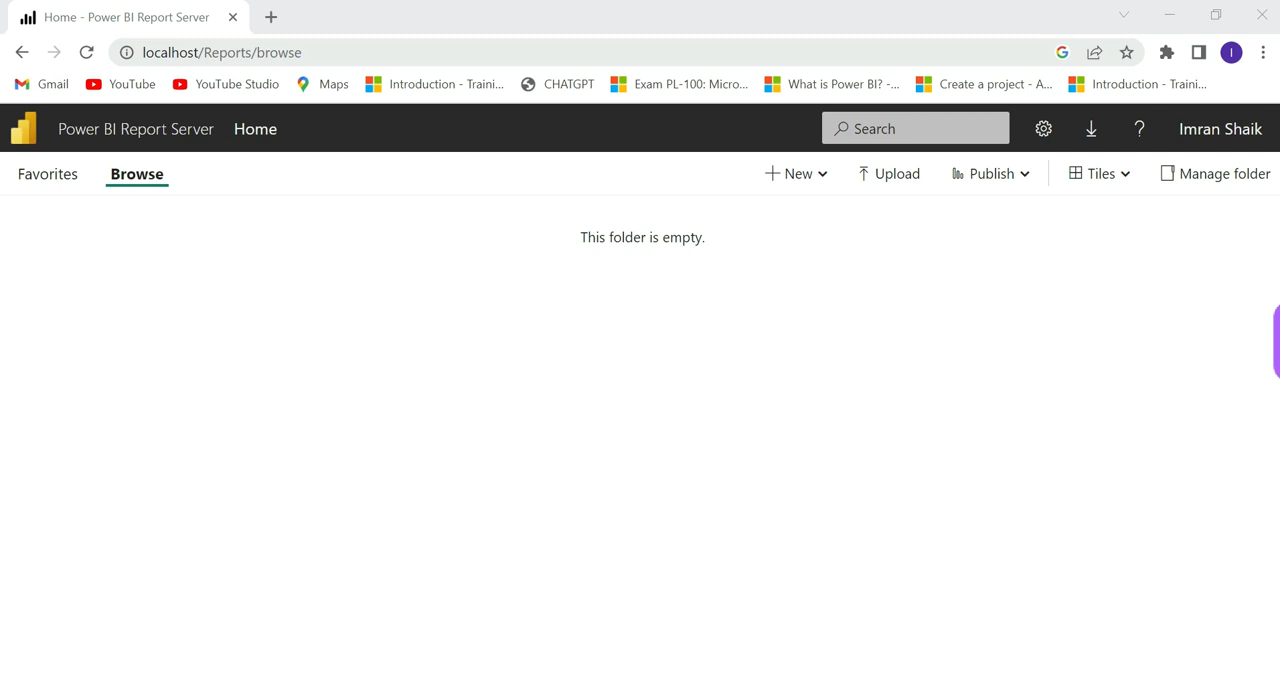 Home - Power BI Report Server
localhost/Reports/browse
Gmail YouTube YouTube Studio Maps Introduction - Traini... CHATGPT Exam PL-100: Micro... What is Power BI? -... Create a project - A... Introduction - Traini...
Power BI Report Server Home Search ? Imran Shaik
Favorites Browse New Upload Publish Tiles Manage folder
This folder is empty.
I